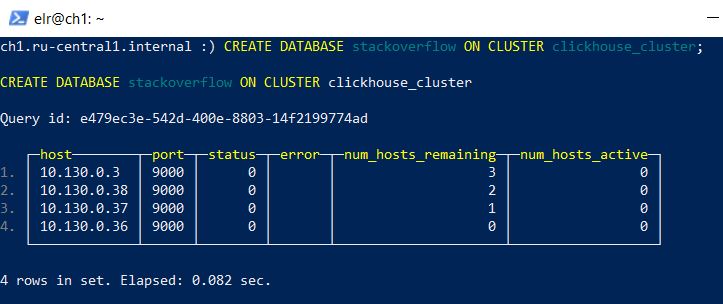 elr@ch1: ~
ch1.ru-central1.internal :) CREATE DATABASE stackoverflow ON CLUSTER clickhouse_cluster;
CREATE DATABASE stackoverflow ON CLUSTER clickhouse_cluster
Query id: e479ec3e-542d-400e-8803-14f2199774ad
host port status error num_hosts_remaining num_hosts_active
1. 10.130.0.3 9000 0 3 0
2. 10.130.0.38 9000 0 2 0
3. 10.130.0.37 9000 0 1 0
4. 10.130.0.36 9000 0 0 0
4 rows in set. Elapsed: 0.082 sec.